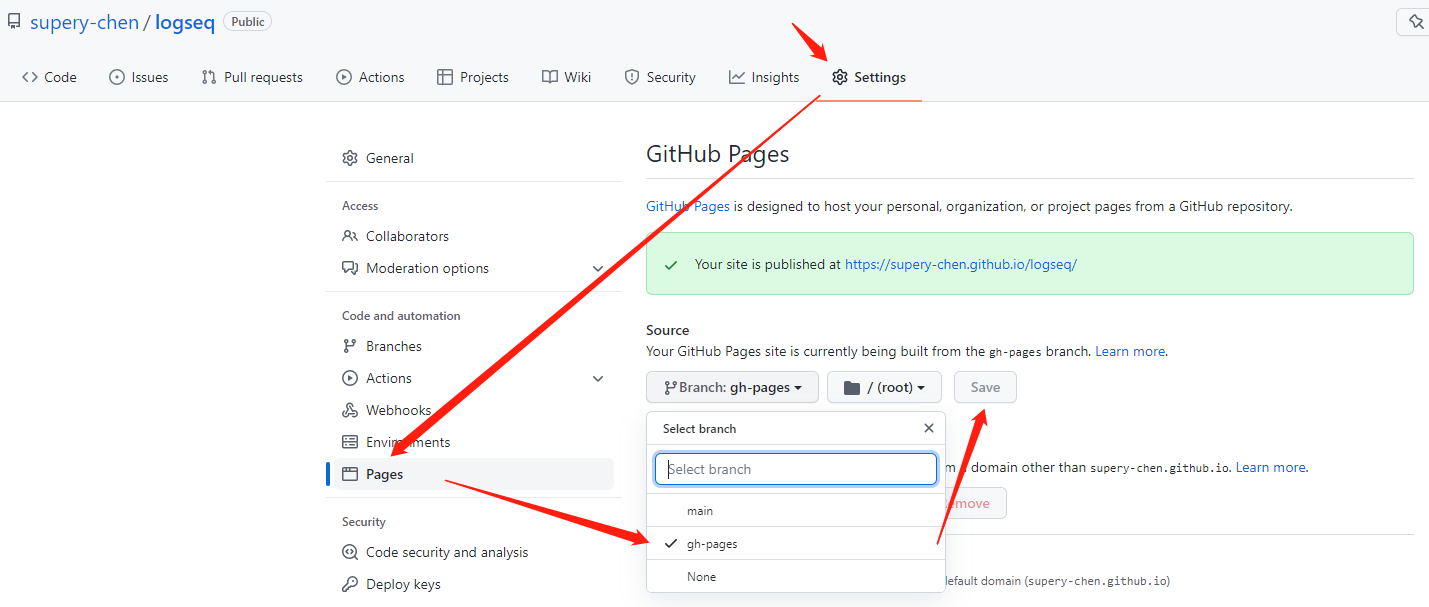 supery-chen / logseq Public
Code Issues Pull requests Actions Projects Wiki Security Insights Settings
General
Access
Collaborators
Moderation options
Code and automation
Branches
Actions
Webhooks
Environments
Pages
Security
Code security and analysis
Deploy keys
GitHub Pages
GitHub Pages is designed to host your personal, organization, or project pages from a GitHub repository.
Your site is published at https://supery-chen.github.io/logseq/
Source
Your GitHub Pages site is currently being built from the gh-pages branch. Learn more.
Branch: gh-pages / (root) Save
Select branch
Select branch
main
gh-pages
None
a domain other than supery-chen.github.io. Learn more.
default domain (supery-chen.github.io)